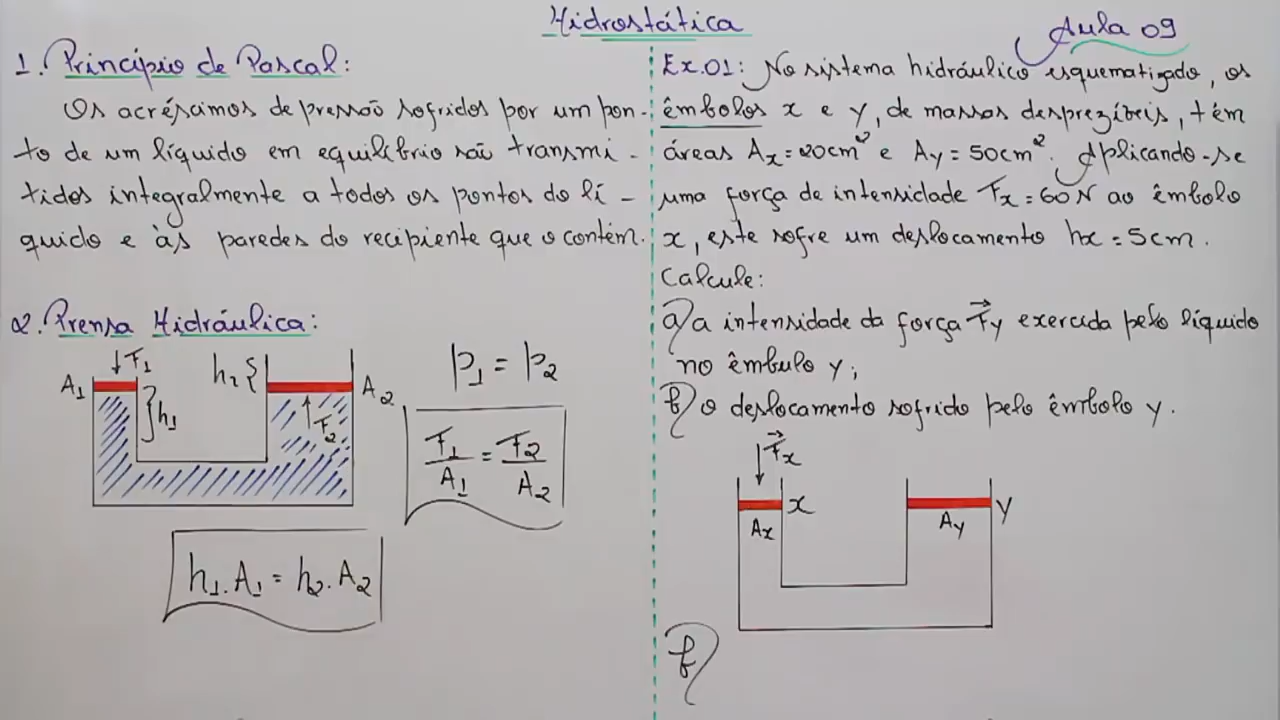 Hidrostática
Aula 09
1. Princípio de Pascal:
Os acréscimos de pressão sofridos por um pon-
to de um líquido em equilíbrio são transmi-
tidos integralmente a todos os pontos do lí-
quido e às paredes do recipiente que o contém.
2. Prensa Hidráulica:
F₁
A₁
h₁
h₂
A₂
F₂
p₁ = p₂
F₁/A₁ = F₂/A₂
h₁.A₁ = h₂.A₂
Ex.01: No sistema hidráulico esquematizado, os
êmbolos x e y, de massas desprezíveis, têm
áreas Ax = 20cm² e Ay = 50cm². Aplicando-se
uma força de intensidade Fx = 60N ao êmbolo
x, este sofre um deslocamento hx = 5cm.
Calcule:
a) a intensidade da força F⃗y exercida pelo líquido
no êmbulo y;
b) o deslocamento sofrido pelo êmbolo y.
F⃗x
x
Ax
Ay
y
b)